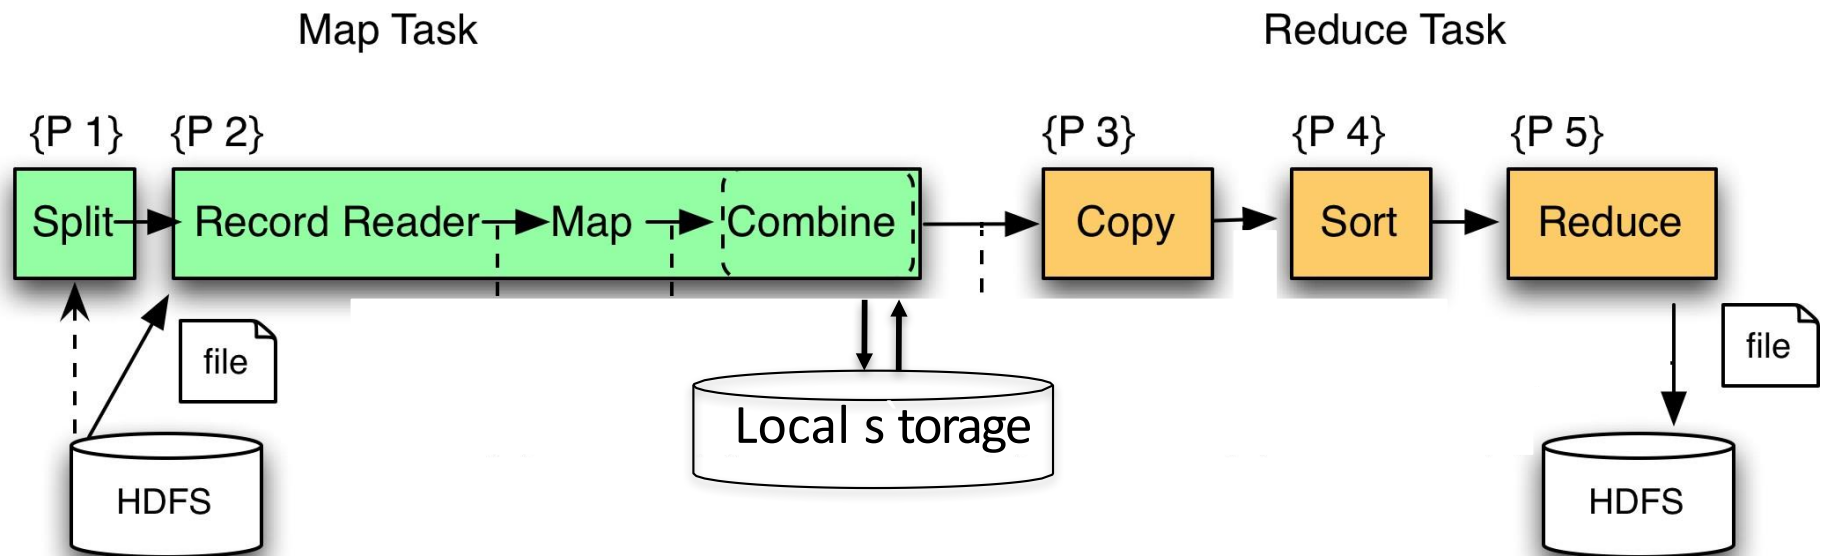 Map Task
Reduce Task
{P 1}
{P 2}
{P 3}
{P 4}
{P 5}
Split
Record Reader
Map
Combine
Copy
Sort
Reduce
file
file
Local s torage
HDFS
HDFS